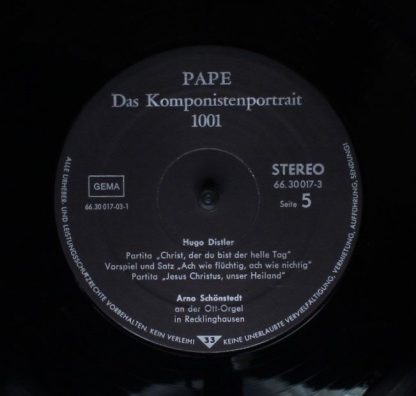 PAPE
Das Komponistenportrait
1001
GEMA
66.30 017-03-1
STEREO
66.30 017-3
Seite 5
Hugo Distler
Partita „Christ, der du bist der helle Tag"
Vorspiel und Satz „Ach wie flüchtig, ach wie nichtig"
Partita „Jesus Christus, unser Heiland"
Arno Schönstedt
an der Ott-Orgel
in Recklinghausen
ALLE URHEBER- UND LEISTUNGSSCHUTZRECHTE VORBEHALTEN. KEIN VERLEIH!
33
KEINE UNERLAUBTE VERVIELFÄLTIGUNG, VERMIETUNG, AUFFÜHRUNG, SENDUNG!